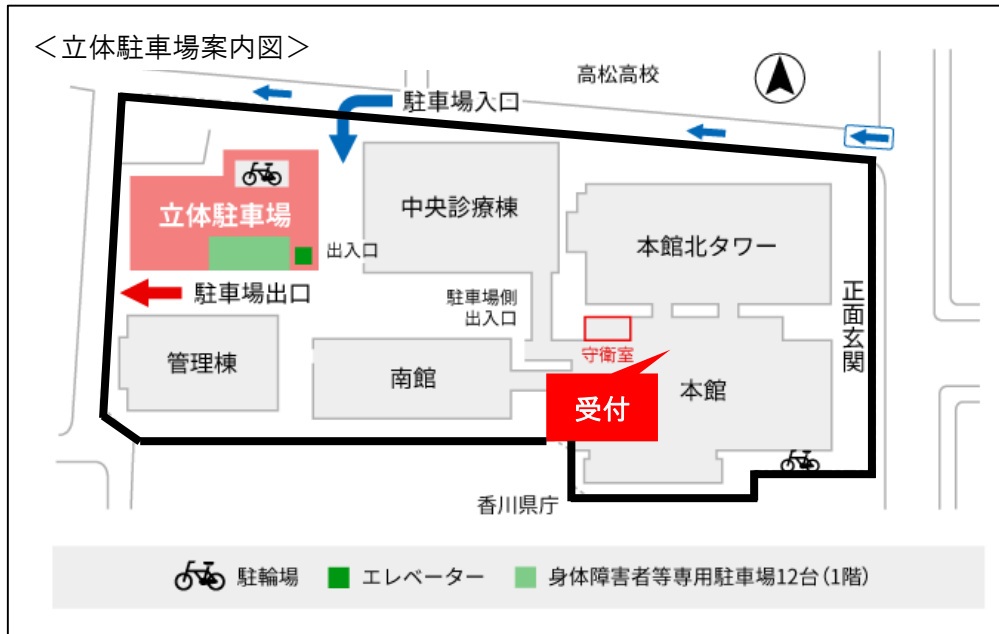 ＜立体駐車場案内図＞
高松高校
駐車場入口
中央診療棟
立体駐車場
本館北タワー
出入口
駐車場出口
駐車場側
出入口
正面玄関
守衛室
管理棟
南館
受付
本館
香川県庁
駐輪場
エレベーター
身体障害者等専用駐車場12台（1階）